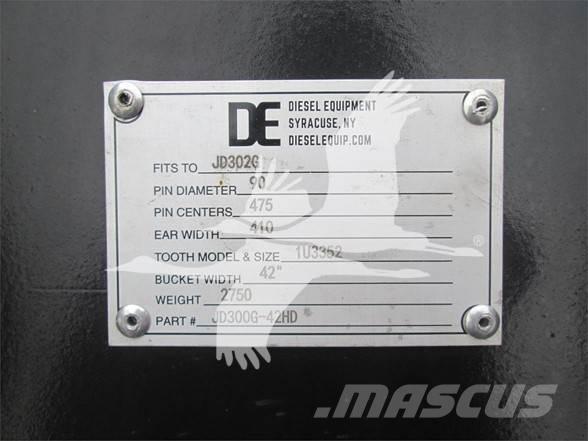 DE
DIESEL EQUIPMENT
SYRACUSE, NY
DIESELEQUIP.COM
FITS TO JD302G
PIN DIAMETER 90
PIN CENTERS 475
EAR WIDTH 410
TOOTH MODEL & SIZE 1U3352
BUCKET WIDTH 42"
WEIGHT 2750
PART # JD300G-42HD
®
MASCUS